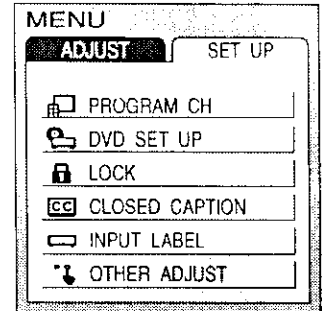 MENU
ADJUST SET UP
PROGRAM CH
DVD SET UP
LOCK
CC CLOSED CAPTION
INPUT LABEL
OTHER ADJUST